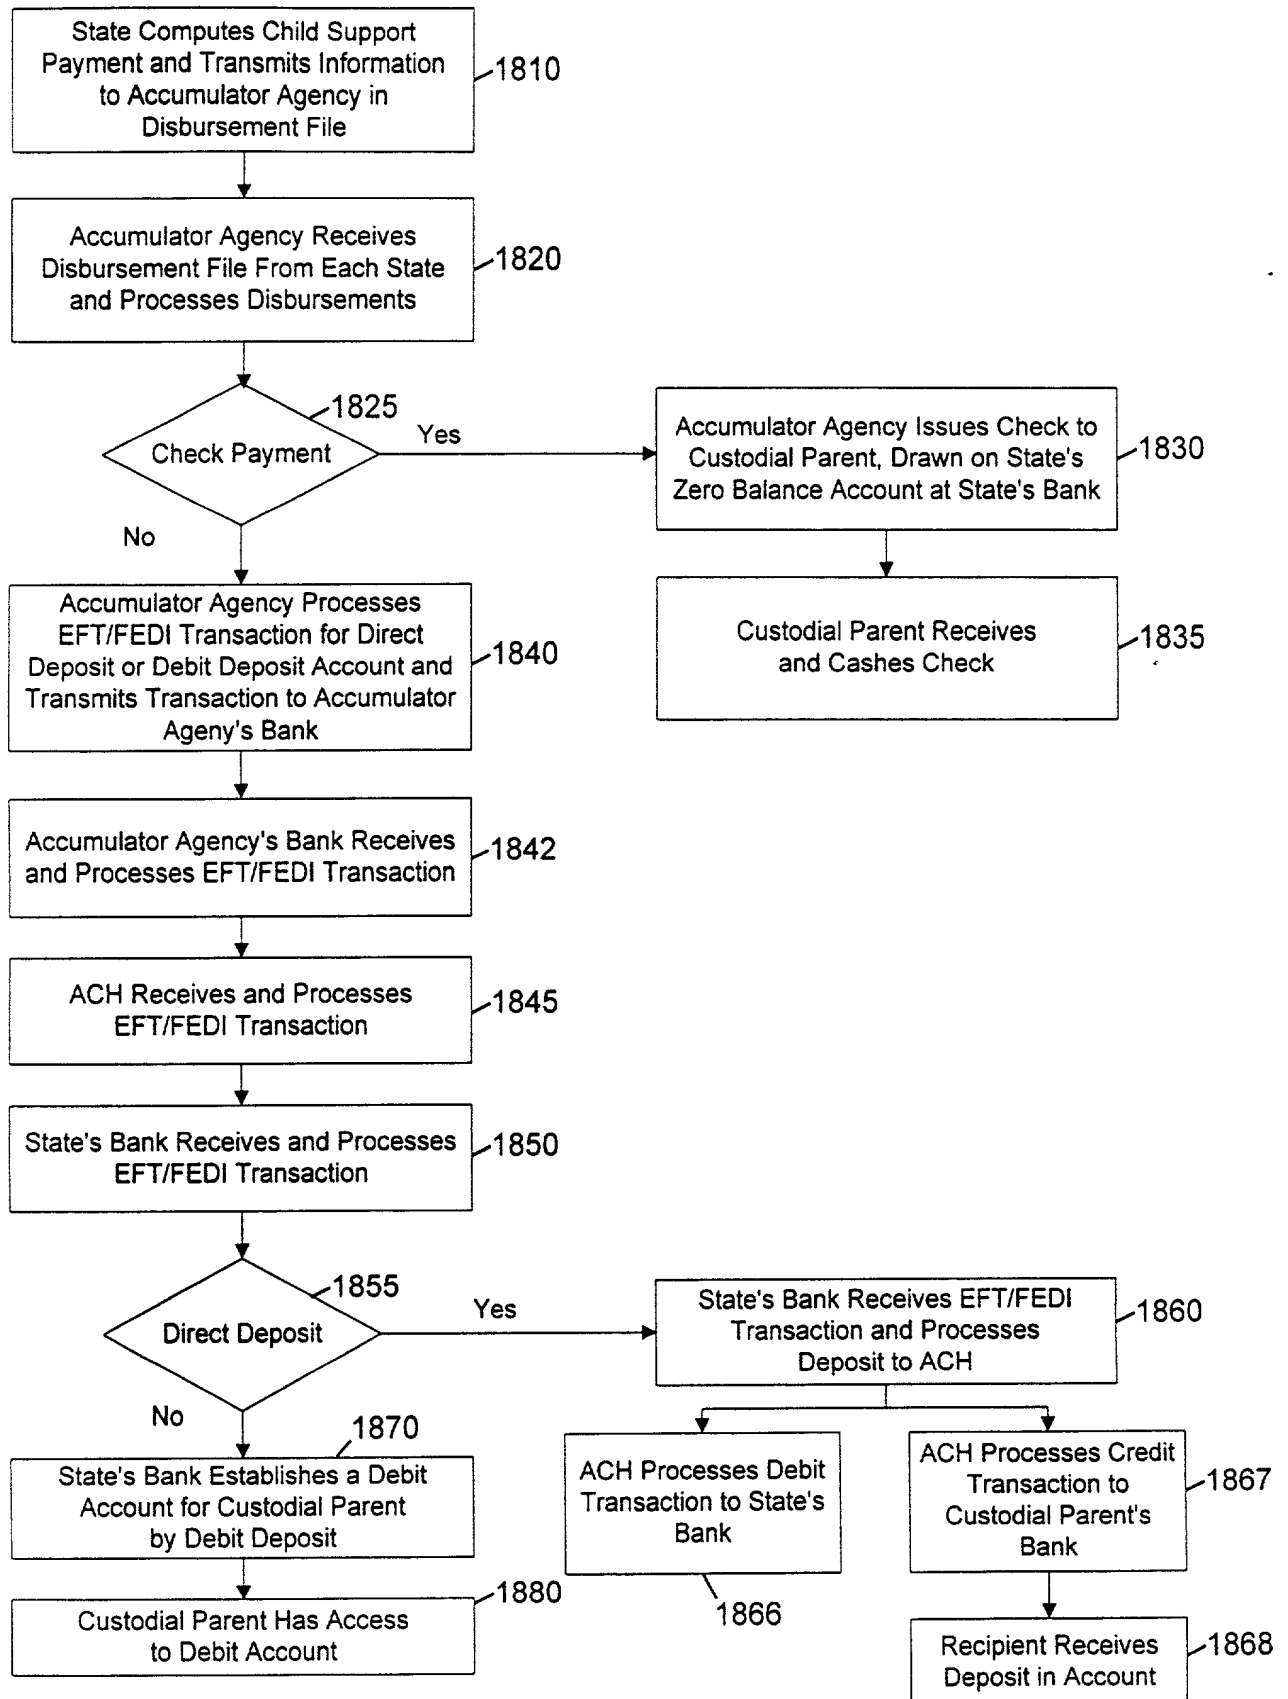 State Computes Child Support
Payment and Transmits Information
to Accumulator Agency in
Disbursement File
1810
Accumulator Agency Receives
Disbursement File From Each State
and Processes Disbursements
1820
1825
Check Payment
Yes
No
Accumulator Agency Issues Check to
Custodial Parent, Drawn on State's
Zero Balance Account at State's Bank
1830
Custodial Parent Receives
and Cashes Check
1835
Accumulator Agency Processes
EFT/FEDI Transaction for Direct
Deposit or Debit Deposit Account and
Transmits Transaction to Accumulator
Ageny's Bank
1840
Accumulator Agency's Bank Receives
and Processes EFT/FEDI Transaction
1842
ACH Receives and Processes
EFT/FEDI Transaction
1845
State's Bank Receives and Processes
EFT/FEDI Transaction
1850
1855
Direct Deposit
Yes
No
State's Bank Receives EFT/FEDI
Transaction and Processes
Deposit to ACH
1860
ACH Processes Debit
Transaction to State's
Bank
1866
ACH Processes Credit
Transaction to
Custodial Parent's
Bank
1867
Recipient Receives
Deposit in Account
1868
1870
State's Bank Establishes a Debit
Account for Custodial Parent
by Debit Deposit
Custodial Parent Has Access
to Debit Account
1880